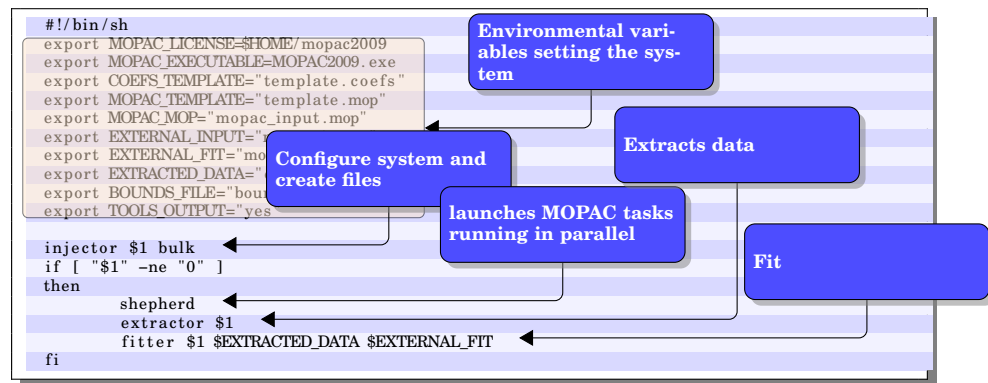 #!/bin/sh
export MOPAC_LICENSE=$HOME/mopac2009
export MOPAC_EXECUTABLE=MOPAC2009.exe
export COEFS_TEMPLATE="template.coefs"
export MOPAC_TEMPLATE="template.mop"
export MOPAC_MOP="mopac_input.mop"
export EXTERNAL_INPUT="
export EXTERNAL_FIT="mo
export EXTRACTED_DATA="
export BOUNDS_FILE="boun
export TOOLS_OUTPUT="yes
injector $1 bulk
if [ "$1" -ne "0" ]
then
shepherd
extractor $1
fitter $1 $EXTRACTED_DATA $EXTERNAL_FIT
fi
Environmental vari-
ables setting the sys-
tem
Configure system and
create files
Extracts data
launches MOPAC tasks
running in parallel
Fit